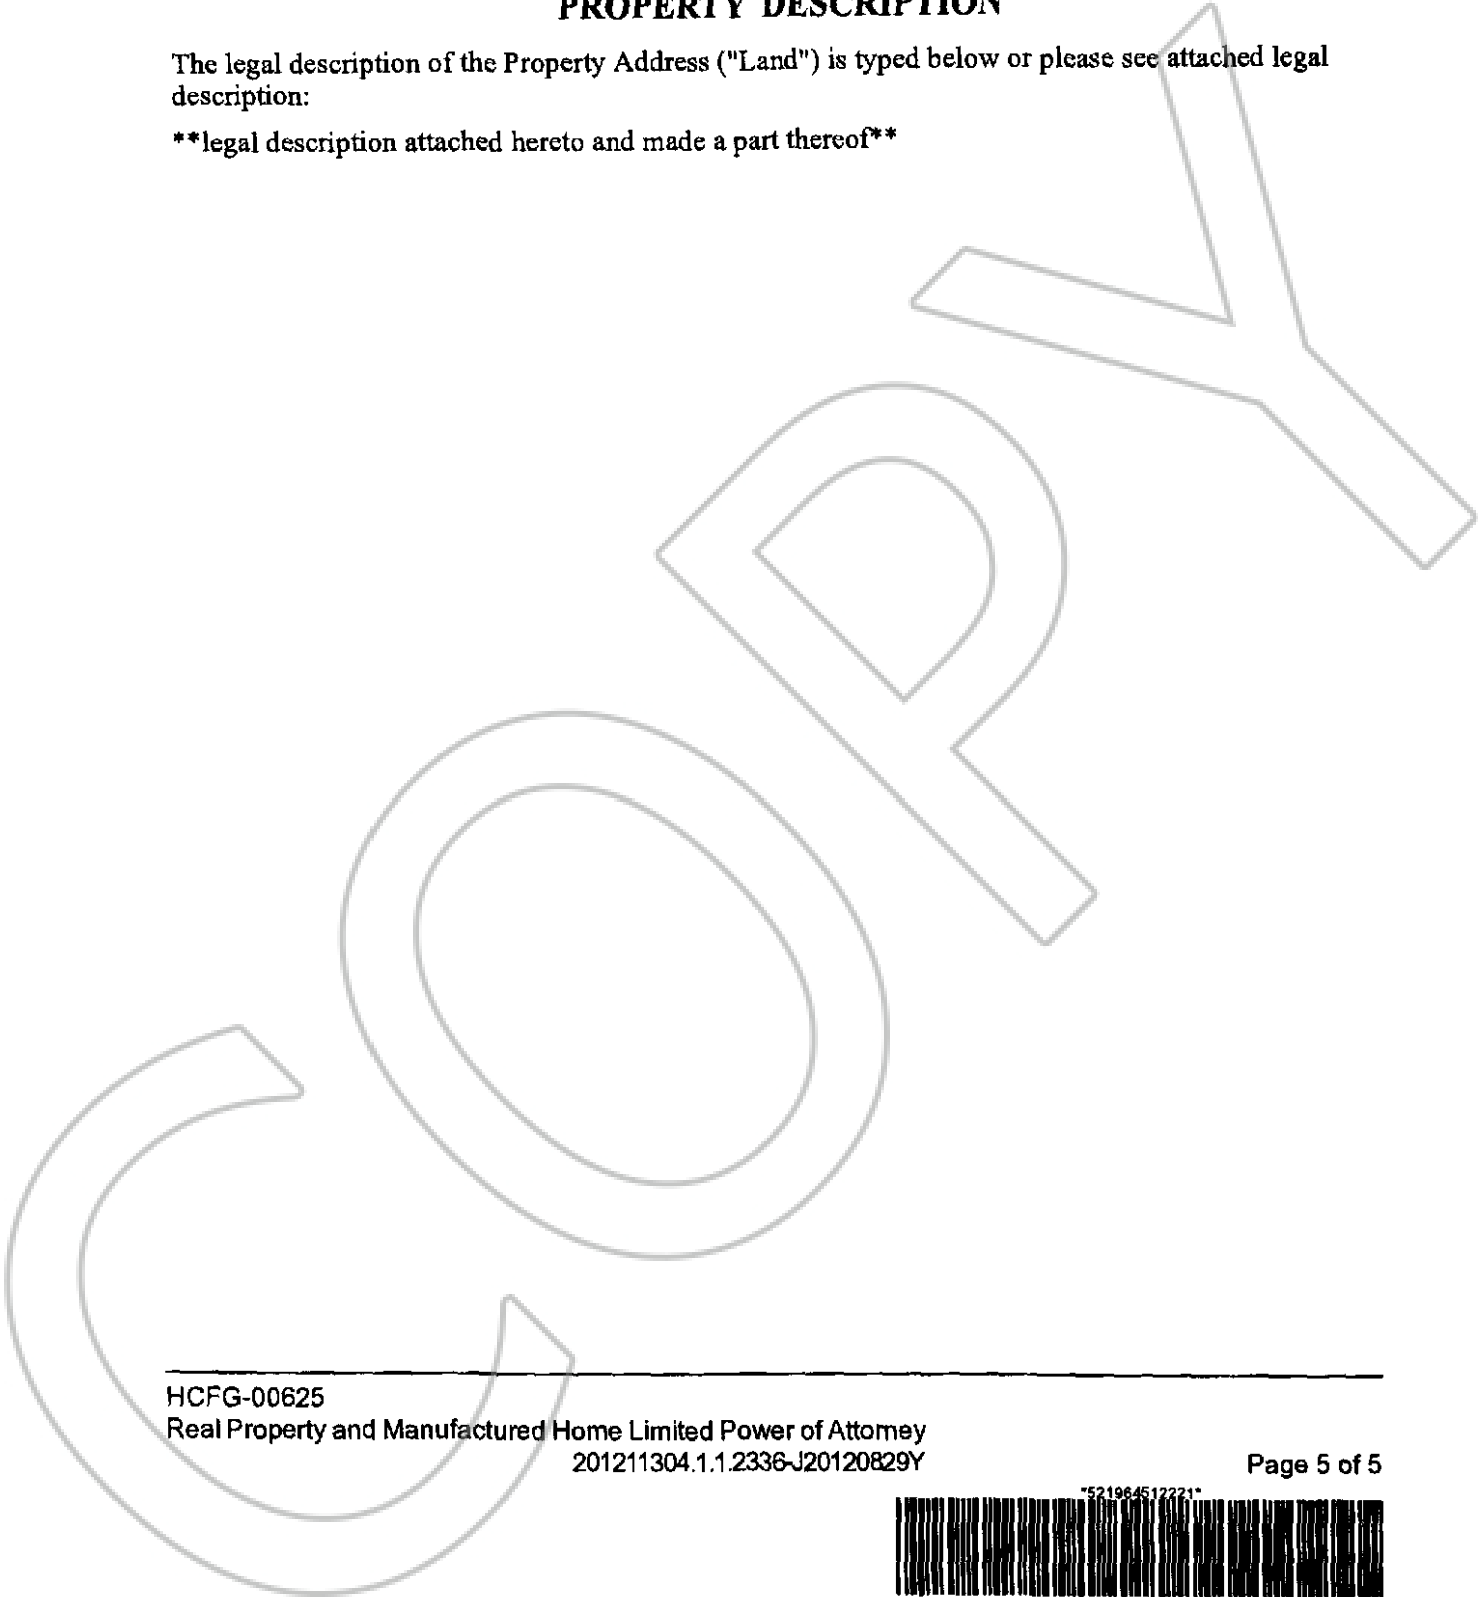 PROPERTY DESCRIPTION
The legal description of the Property Address ("Land") is typed below or please see attached legal
description:
**legal description attached hereto and made a part thereof**
COPY
HCFG-00625
Real Property and Manufactured Home Limited Power of Attorney
201211304.1.1.2336-J20120829Y
Page 5 of 5
*521964512221*